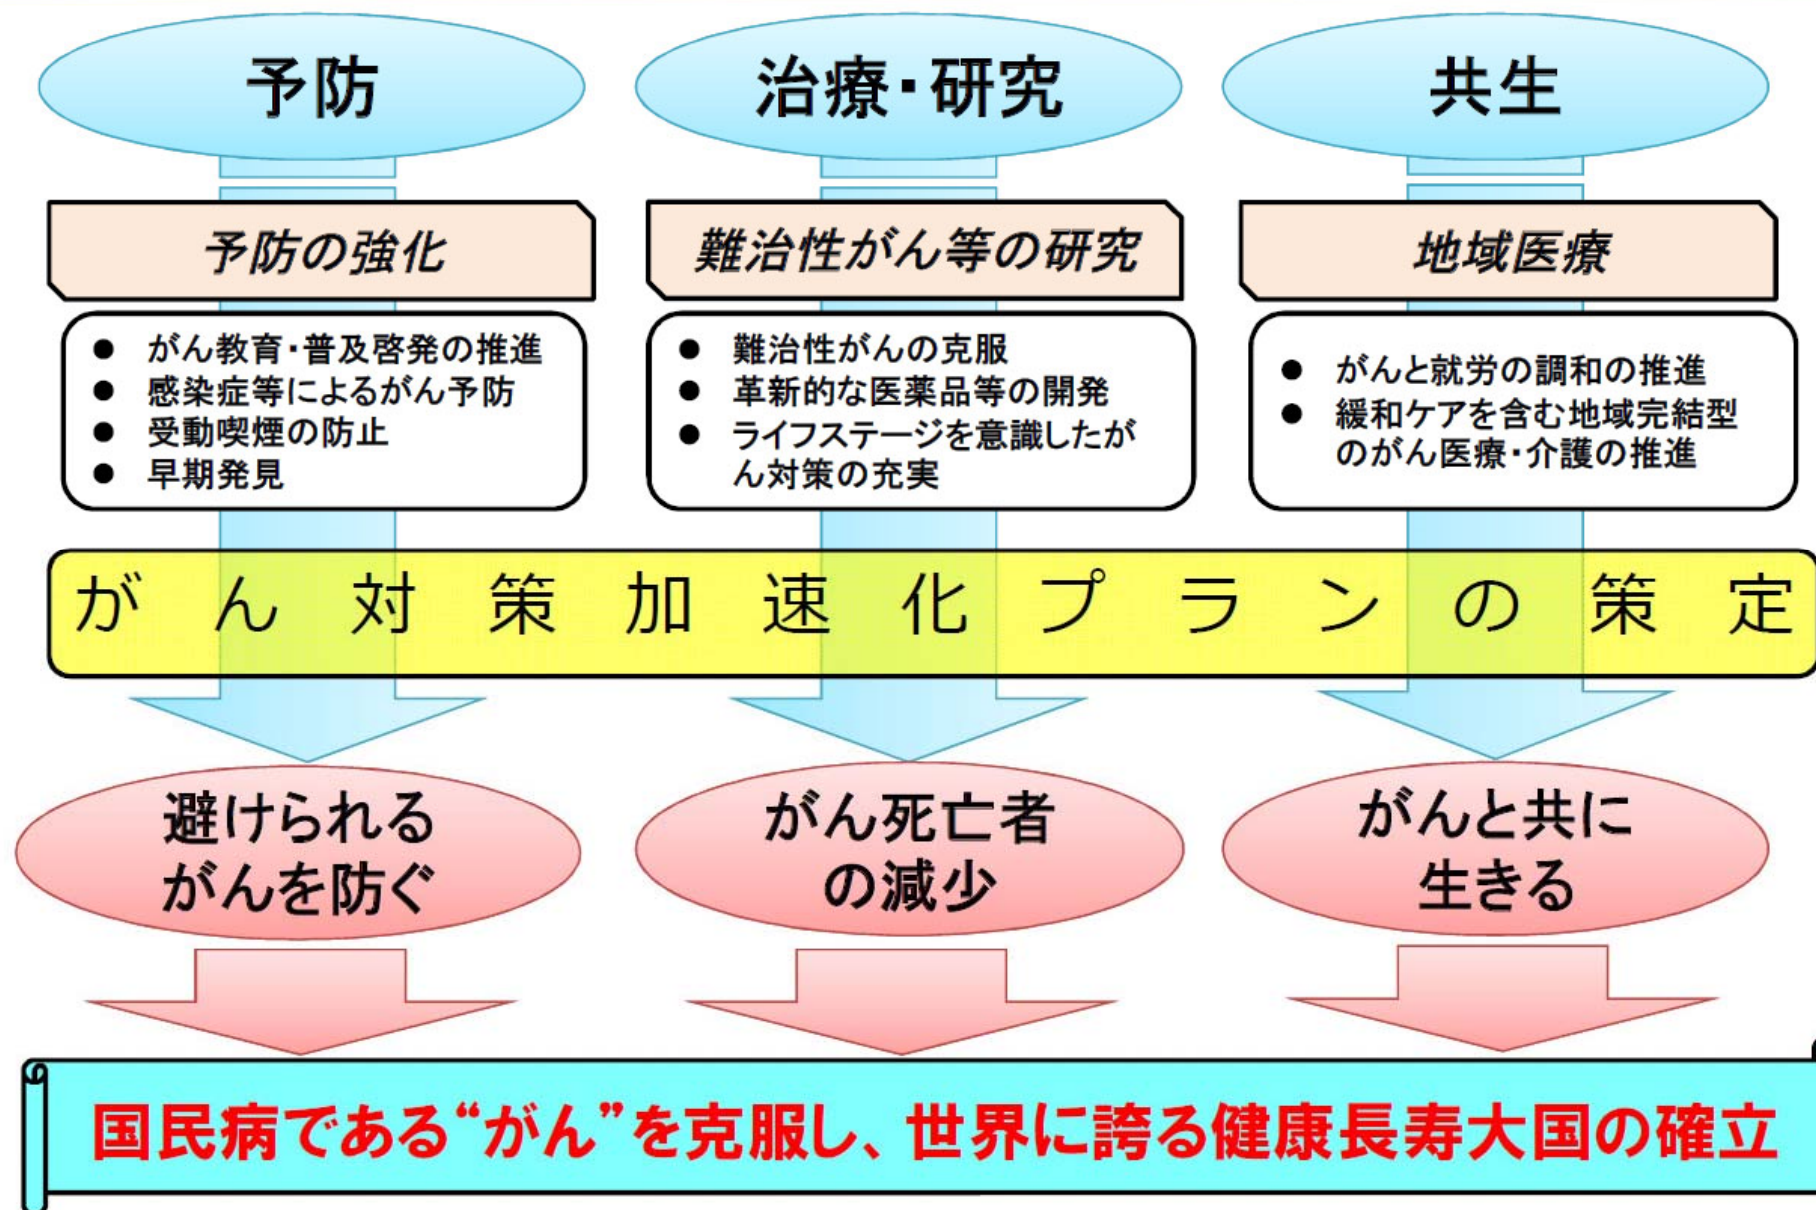 予防
治療・研究
共生
予防の強化
難治性がん等の研究
地域医療
● がん教育・普及啓発の推進
● 感染症等によるがん予防
● 受動喫煙の防止
● 早期発見
● 難治性がんの克服
● 革新的な医薬品等の開発
● ライフステージを意識したが
ん対策の充実
● がんと就労の調和の推進
● 緩和ケアを含む地域完結型
のがん医療・介護の推進
がん対策加速化プランの策定
避けられる
がんを防ぐ
がん死亡者
の減少
がんと共に
生きる
国民病である“がん”を克服し、世界に誇る健康長寿大国の確立